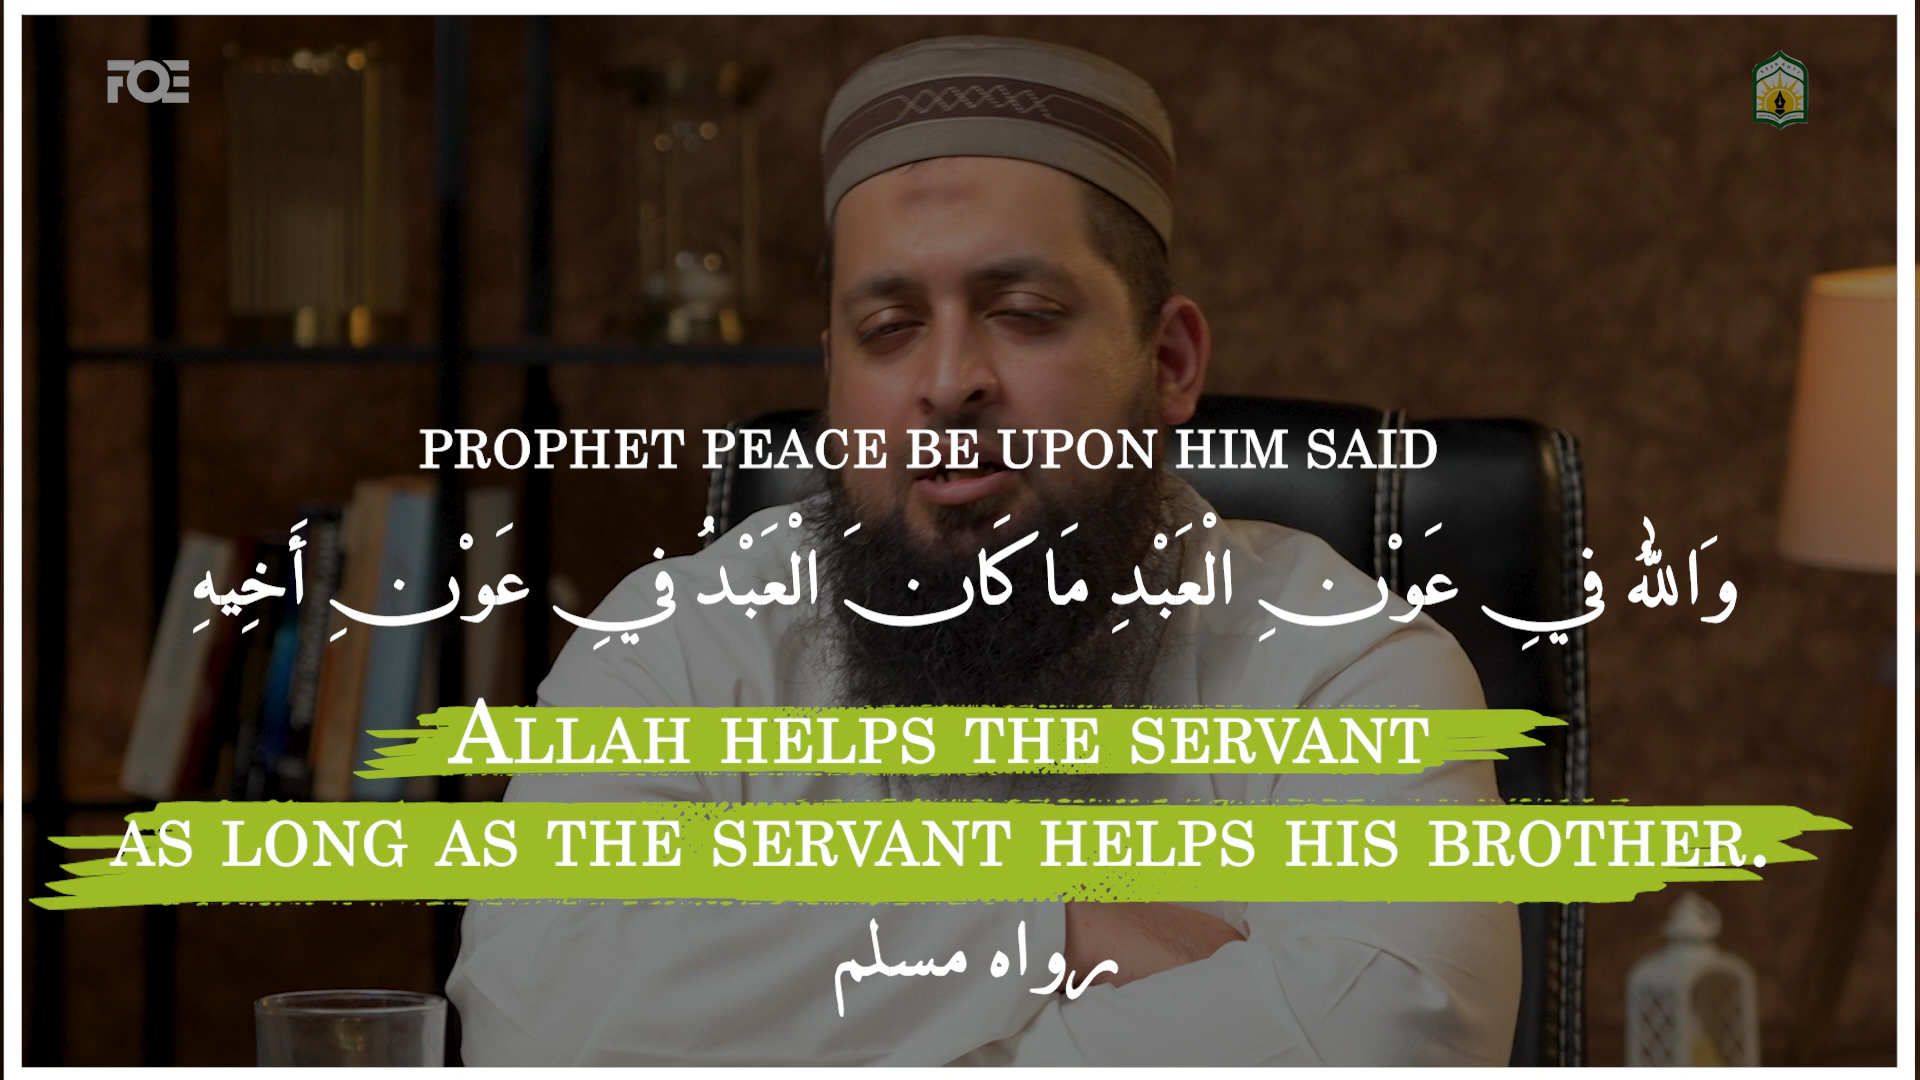 FOE
PROPHET PEACE BE UPON HIM SAID
وَاللّٰهُ فِي عَوْنِ الْعَبْدِ مَا كَانَ الْعَبْدُ فِي عَوْنِ أَخِيهِ
ALLAH HELPS THE SERVANT
AS LONG AS THE SERVANT HELPS HIS BROTHER.
رواه مسلم